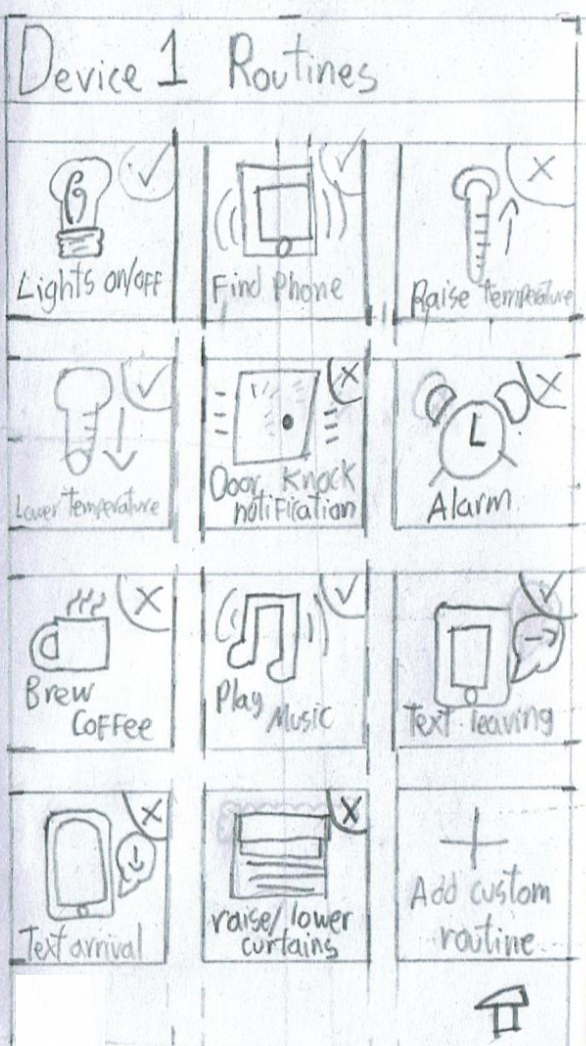 Device 1 Routines
Lights on/off
Find Phone
Raise Temperature
Lower Temperature
Door Knock
notification
Alarm
Brew
Coffee
Play
Music
Text leaving
Text arrival
raise/lower
curtains
Add custom
routine